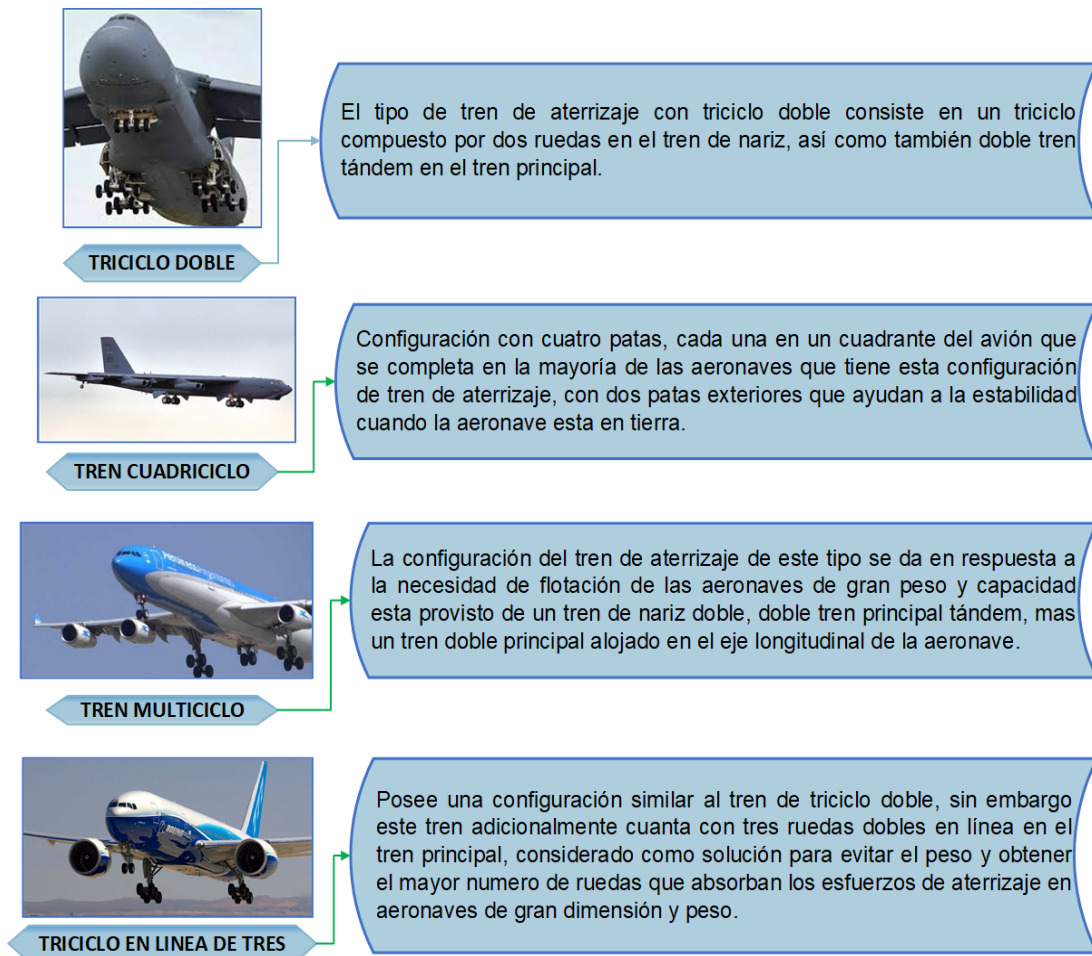 El tipo de tren de aterrizaje con triciclo doble consiste en un triciclo
compuesto por dos ruedas en el tren de nariz, así como también doble tren
tándem en el tren principal.
TRICICLO DOBLE
Configuración con cuatro patas, cada una en un cuadrante del avión que
se completa en la mayoría de las aeronaves que tiene esta configuración
de tren de aterrizaje, con dos patas exteriores que ayudan a la estabilidad
cuando la aeronave esta en tierra.
TREN CUADRICICLO
La configuración del tren de aterrizaje de este tipo se da en respuesta a
la necesidad de flotación de las aeronaves de gran peso y capacidad
esta provisto de un tren de nariz doble, doble tren principal tándem, mas
un tren doble principal alojado en el eje longitudinal de la aeronave.
TREN MULTICICLO
Posee una configuración similar al tren de triciclo doble, sin embargo
este tren adicionalmente cuanta con tres ruedas dobles en línea en el
tren principal, considerado como solución para evitar el peso y obtener
el mayor numero de ruedas que absorban los esfuerzos de aterrizaje en
aeronaves de gran dimensión y peso.
TRICICLO EN LINEA DE TRES